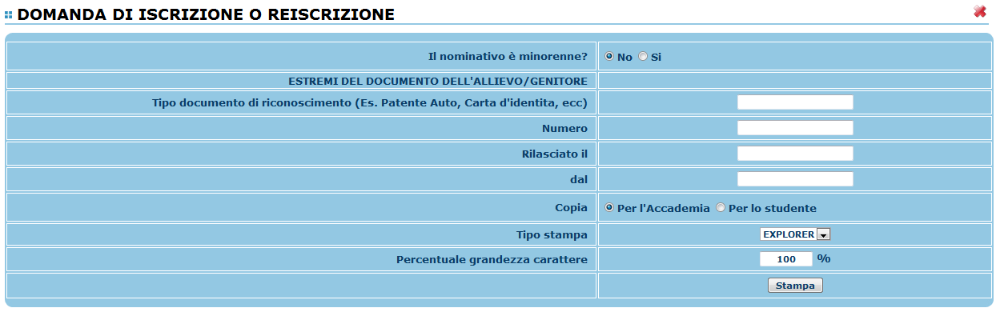 DOMANDA DI ISCRIZIONE O REISCRIZIONE
Il nominativo è minorenne? No Si
ESTREMI DEL DOCUMENTO DELL'ALLIEVO/GENITORE
Tipo documento di riconoscimento (Es. Patente Auto, Carta d'identita, ecc)
Numero
Rilasciato il
dal
Copia Per l'Accademia Per lo studente
Tipo stampa EXPLORER
Percentuale grandezza carattere 100 %
Stampa